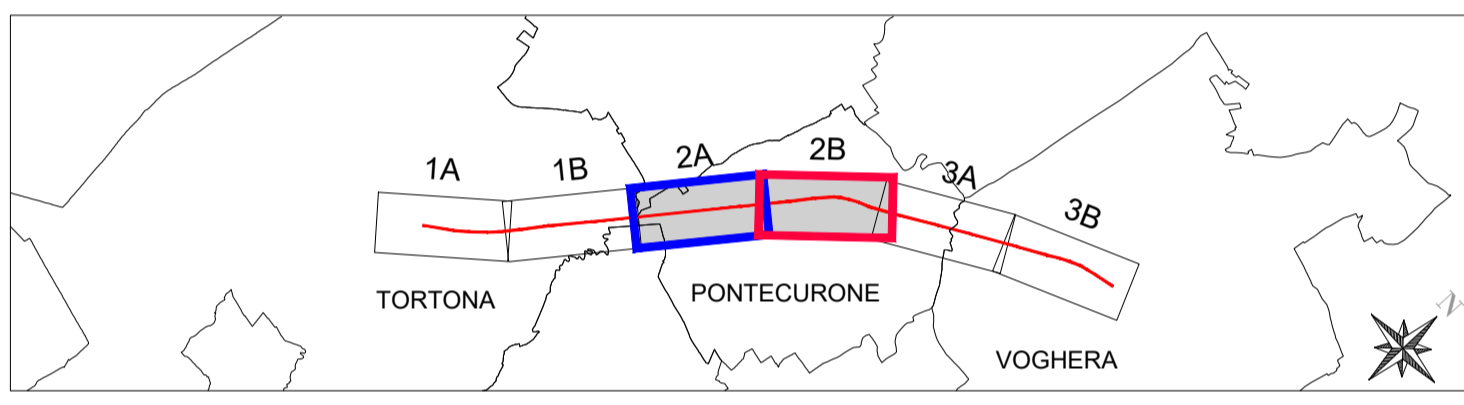 1A
1B
2A
2B
3A
3B
TORTONA
PONTECURONE
VOGHERA
N